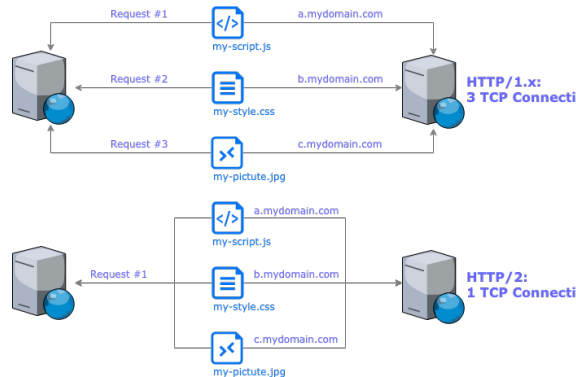 Request #1 a.mydomain.com
my-script.js
Request #2 b.mydomain.com
my-style.css
HTTP/1.x:
3 TCP Connecti
Request #3 c.mydomain.com
my-pictute.jpg
a.mydomain.com
my-script.js
Request #1 b.mydomain.com
my-style.css
HTTP/2:
1 TCP Connecti
c.mydomain.com
my-pictute.jpg